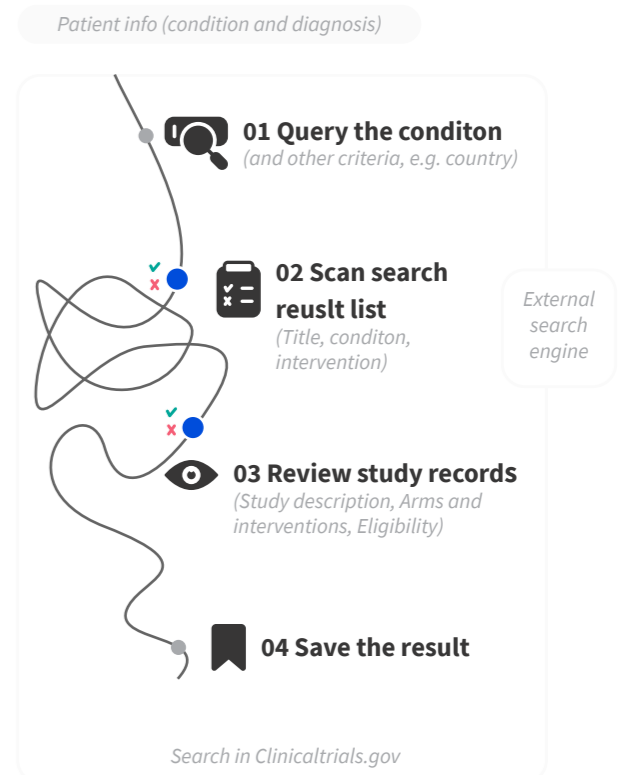 Patient info (condition and diagnosis)
01 Query the conditon
(and other criteria, e.g. country)
02 Scan search
reuslt list
(Title, conditon,
intervention)
External
search
engine
03 Review study records
(Study description, Arms and
interventions, Eligibility)
04 Save the result
Search in Clinicaltrials.gov